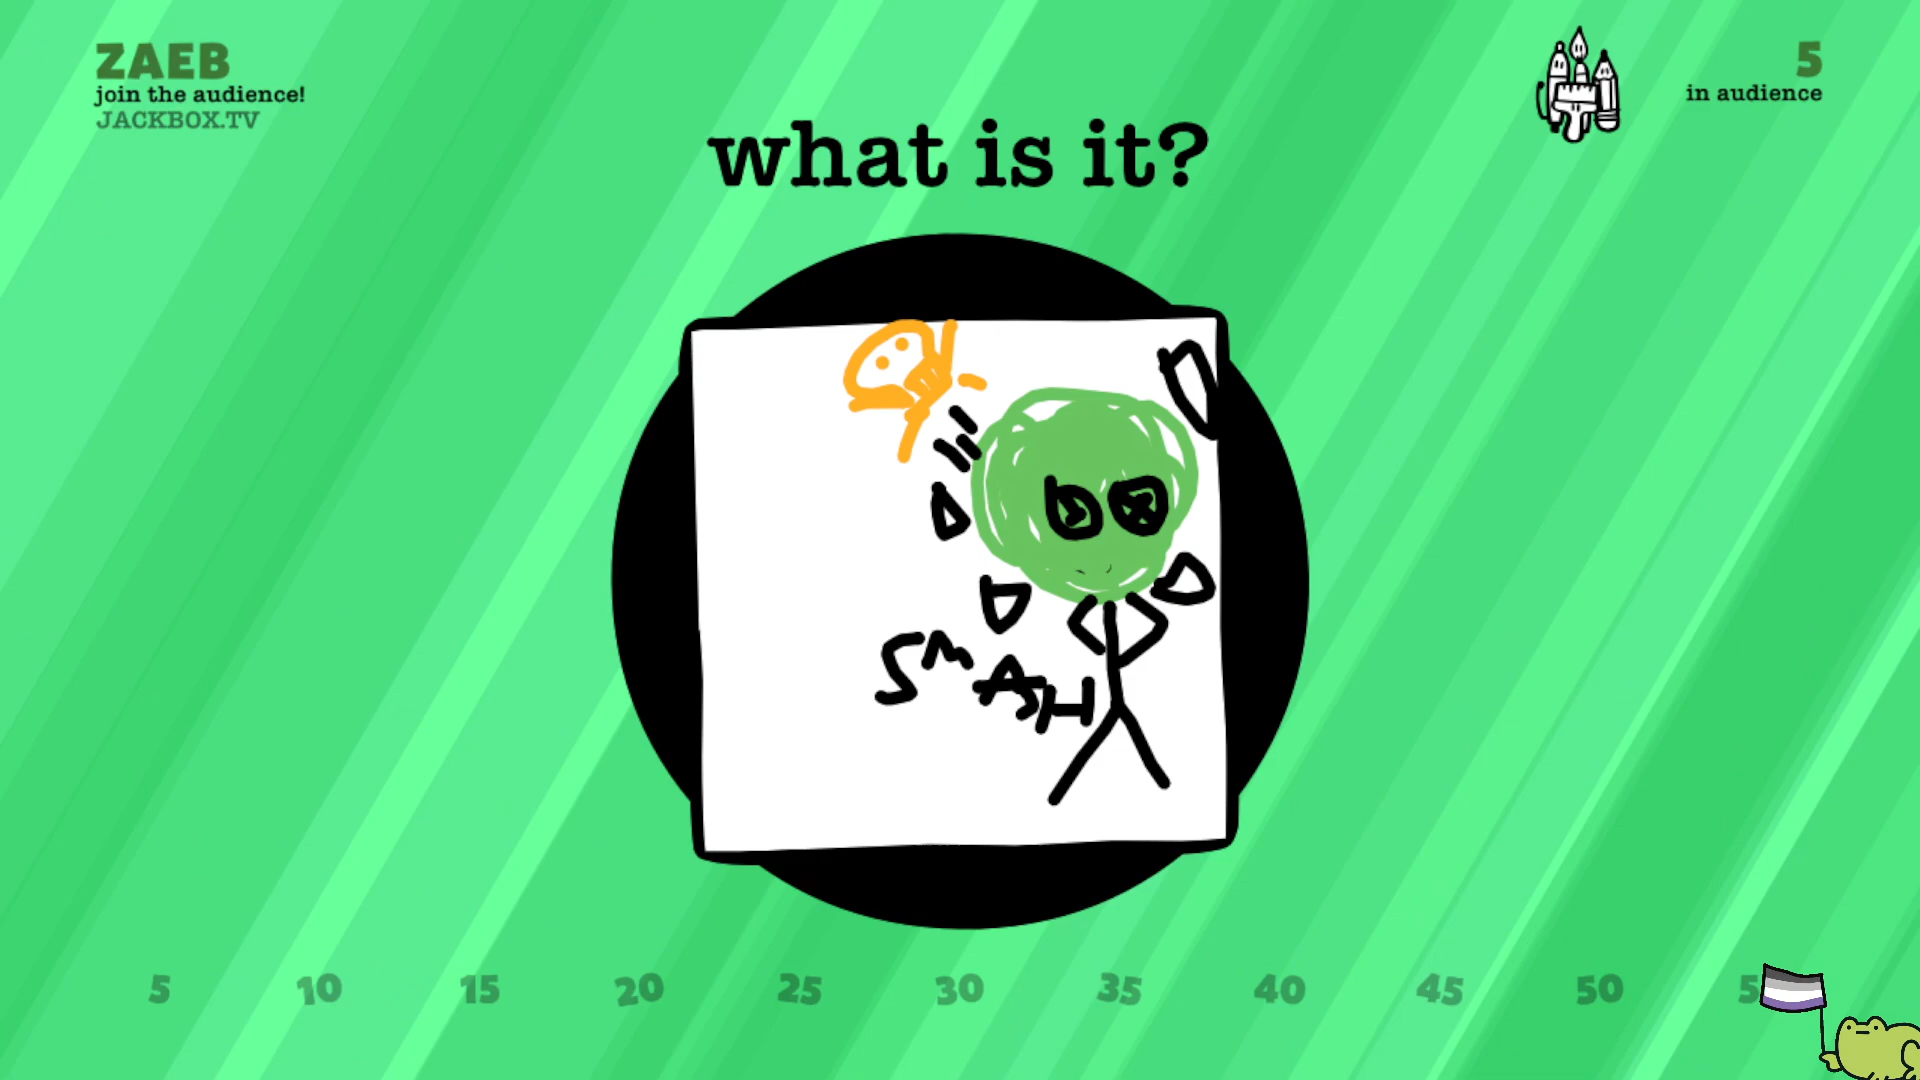 ZAEB
join the audience!
JACKBOX.TV
5
in audience
what is it?
SMASH
5 10 15 20 25 30 35 40 45 50